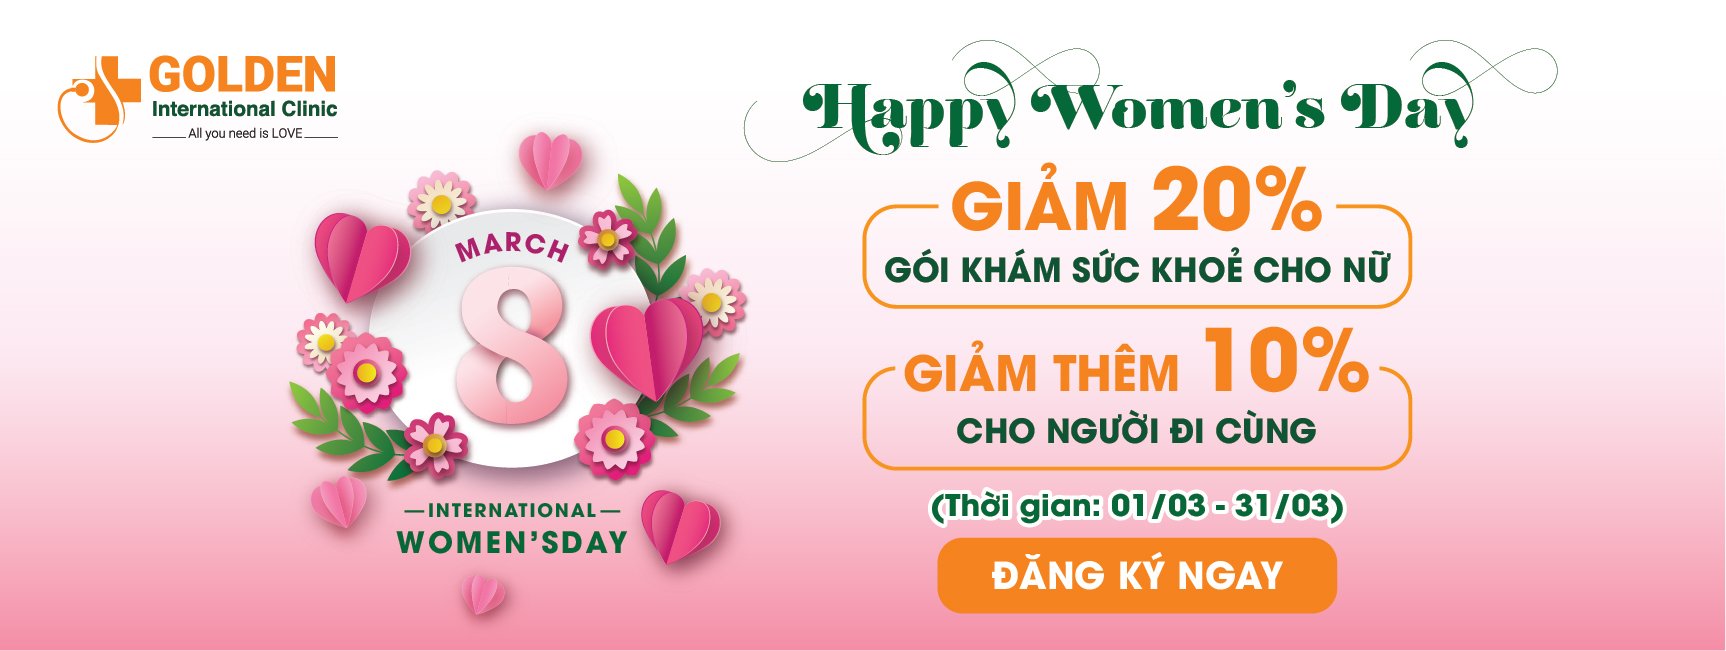 GOLDEN
International Clinic
All you need is LOVE
MARCH
8
INTERNATIONAL
WOMEN'SDAY
Happy Women's Day
GIẢM 20%
GÓI KHÁM SỨC KHOẺ CHO NỮ
GIẢM THÊM 10%
CHO NGƯỜI ĐI CÙNG
(Thời gian: 01/03 - 31/03)
ĐĂNG KÝ NGAY